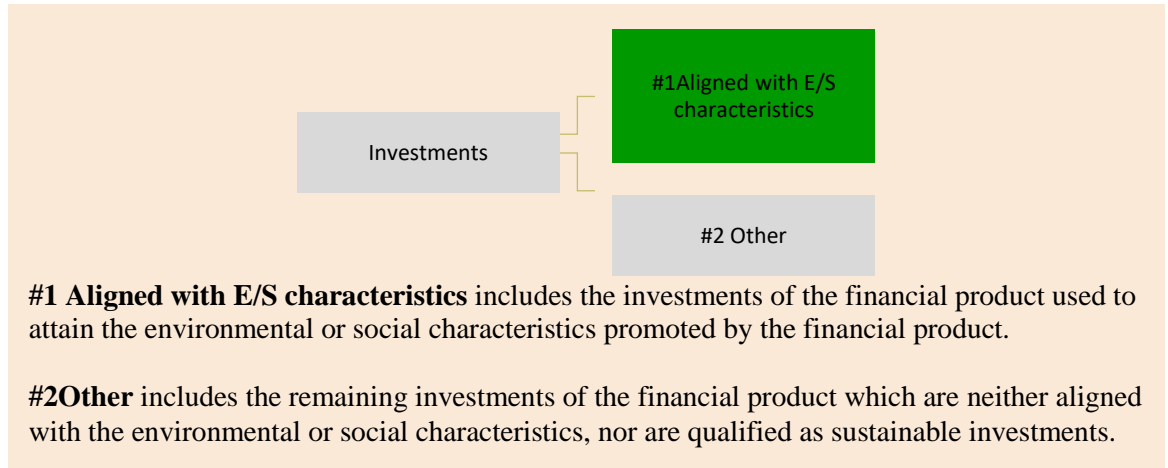 #1Aligned with E/S
characteristics
Investments
#2 Other
#1 Aligned with E/S characteristics includes the investments of the financial product used to
attain the environmental or social characteristics promoted by the financial product.
#2Other includes the remaining investments of the financial product which are neither aligned
with the environmental or social characteristics, nor are qualified as sustainable investments.